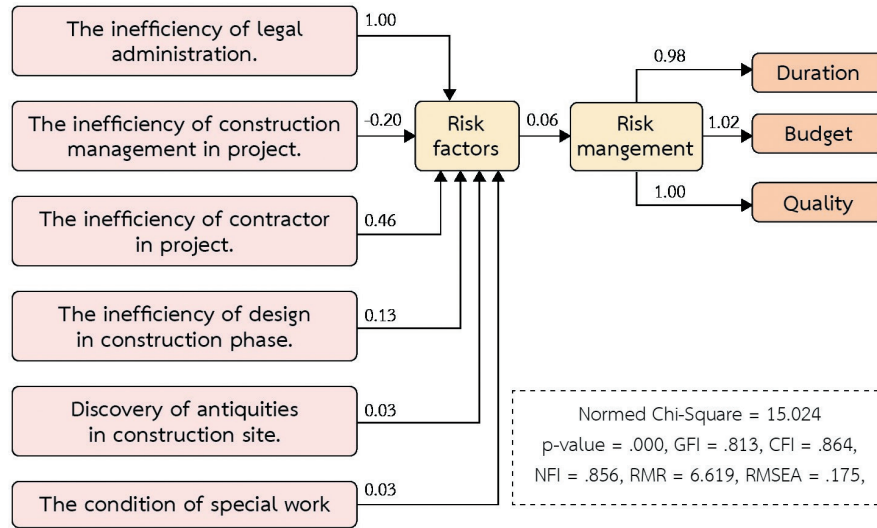 The inefficiency of legal
administration.
1.00
The inefficiency of construction
management in project.
-0.20
The inefficiency of contractor
in project.
0.46
The inefficiency of design
in construction phase.
0.13
Discovery of antiquities
in construction site.
0.03
The condition of special work
0.03
Risk
factors
0.06
Risk
mangement
0.98
Duration
1.02
Budget
1.00
Quality
Normed Chi-Square = 15.024
p-value = .000, GFI = .813, CFI = .864,
NFI = .856, RMR = 6.619, RMSEA = .175,